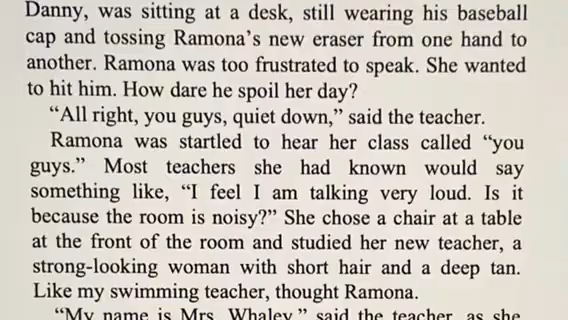 Danny, was sitting at a desk, still wearing his baseball
cap and tossing Ramona’s new eraser from one hand to
another. Ramona was too frustrated to speak. She wanted
to hit him. How dare he spoil her day?
“All right, you guys, quiet down,” said the teacher.
Ramona was startled to hear her class called “you
guys.” Most teachers she had known would say
something like, “I feel I am talking very loud. Is it
because the room is noisy?” She chose a chair at a table
at the front of the room and studied her new teacher, a
strong-looking woman with short hair and a deep tan.
Like my swimming teacher, thought Ramona.
“My name is Mrs. Whaley,” said the teacher, as she